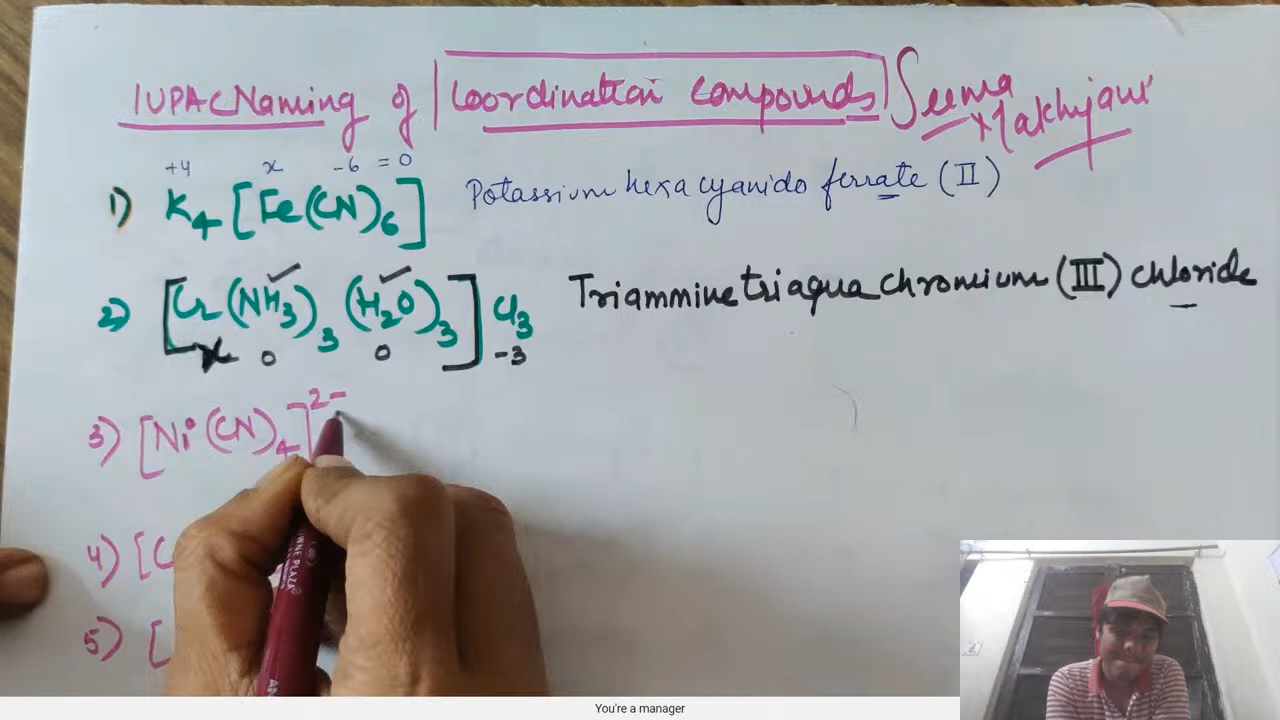 IUPAC Naming of Coordination compounds Seema Makhijani
+4 x -6 = 0
1) K4 [Fe(CN)6] Potassium hexa cyanido ferrate (II)
2) [Cr(NH3)3 (H2O)3] Cl3 Triammine triaqua chromium (III) chloride
x 0 0 -3
3) [Ni(CN)4]2-
4) [C
5) [
You're a manager